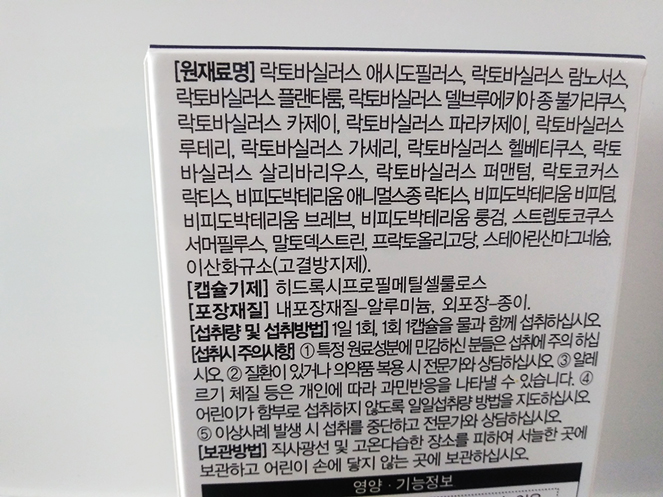 [원재료명] 락토바실러스 애시도필러스, 락토바실러스 람노서스,
락토바실러스 플랜타룸, 락토바실러스 델브루에키아 종 불가리쿠스,
락토바실러스 카제이, 락토바실러스 파라카제이, 락토바실러스
루테리, 락토바실러스 가세리, 락토바실러스 헬베티쿠스, 락토
바실러스 살리바리우스, 락토바실러스 퍼맨텀, 락토코커스
락티스, 비피도박테리움 애니멀스종 락티스, 비피도박테리움 비피덤,
비피도박테리움 브레브, 비피도박테리움 룽검, 스트렙토코쿠스
서머필루스, 말토덱스트린, 프락토올리고당, 스테아린산마그네슘,
이산화규소(고결방지제).
[캡슐기제] 히드록시프로필메틸셀룰로스
[포장재질] 내포장재질-알루미늄, 외포장-종이.
[섭취량 및 섭취방법] 1일 1회, 1회 1캡슐을 물과 함께 섭취하십시오.
[섭취시 주의사항] ① 특정 원료성분에 민감하신 분들은 섭취에 주의 하십
시오. ② 질환이 있거나 의약품 복용 시 전문가와 상담하십시오. ③ 알레
르기 체질 등은 개인에 따라 과민반응을 나타낼 수 있습니다. ④
어린이가 함부로 섭취하지 않도록 일일섭취량 방법을 지도하십시오.
⑤ 이상사례 발생 시 섭취를 중단하고 전문가와 상담하십시오.
[보관방법] 직사광선 및 고온다습한 장소를 피하여 서늘한 곳에
보관하고 어린이 손에 닿지 않는 곳에 보관하십시오.
영양 · 기능정보